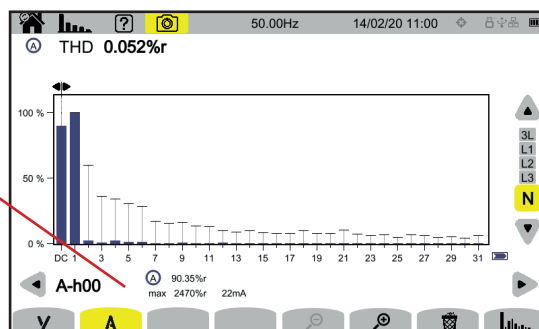 50.00Hz 14/02/20 11:00
A THD 0.052%r
100 %
50 %
0 %
DC 1 3 5 7 9 11 13 15 17 19 21 23 25 27 29 31
3L
L1
L2
L3
N
A-h00 A 90.35%r
max 2470%r 22mA
V A